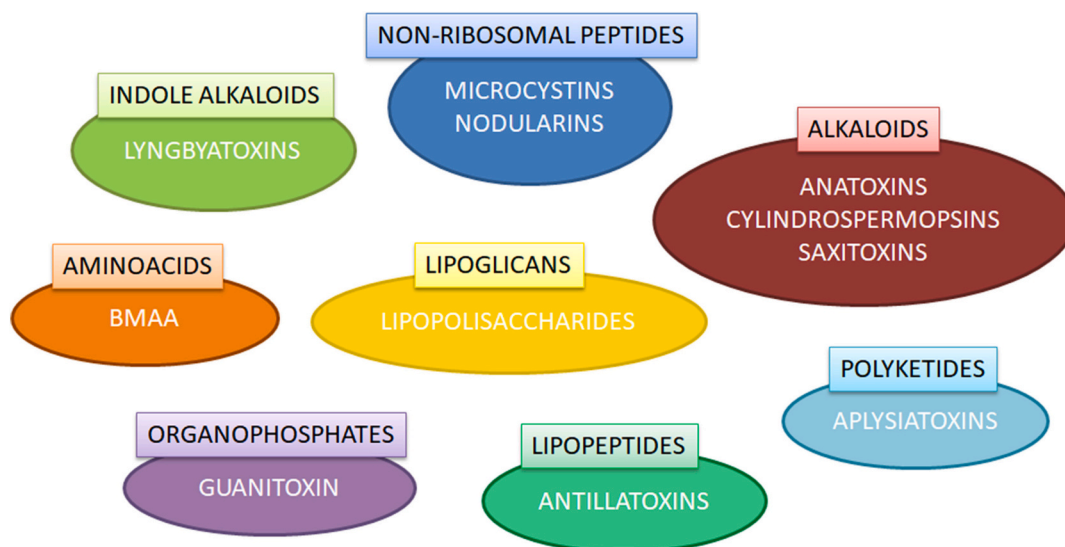 NON-RIBOSOMAL PEPTIDES
MICROCYSTINS
NODULARINS
INDOLE ALKALOIDS
LYNGBYATOXINS
ALKALOIDS
ANATOXINS
CYLINDROSPERMOPSINS
SAXITOXINS
AMINOACIDS
BMAA
LIPOGLICANS
LIPOPOLISACCHARIDES
POLYKETIDES
APLYSIATOXINS
ORGANOPHOSPHATES
GUANITOXIN
LIPOPEPTIDES
ANTILLATOXINS